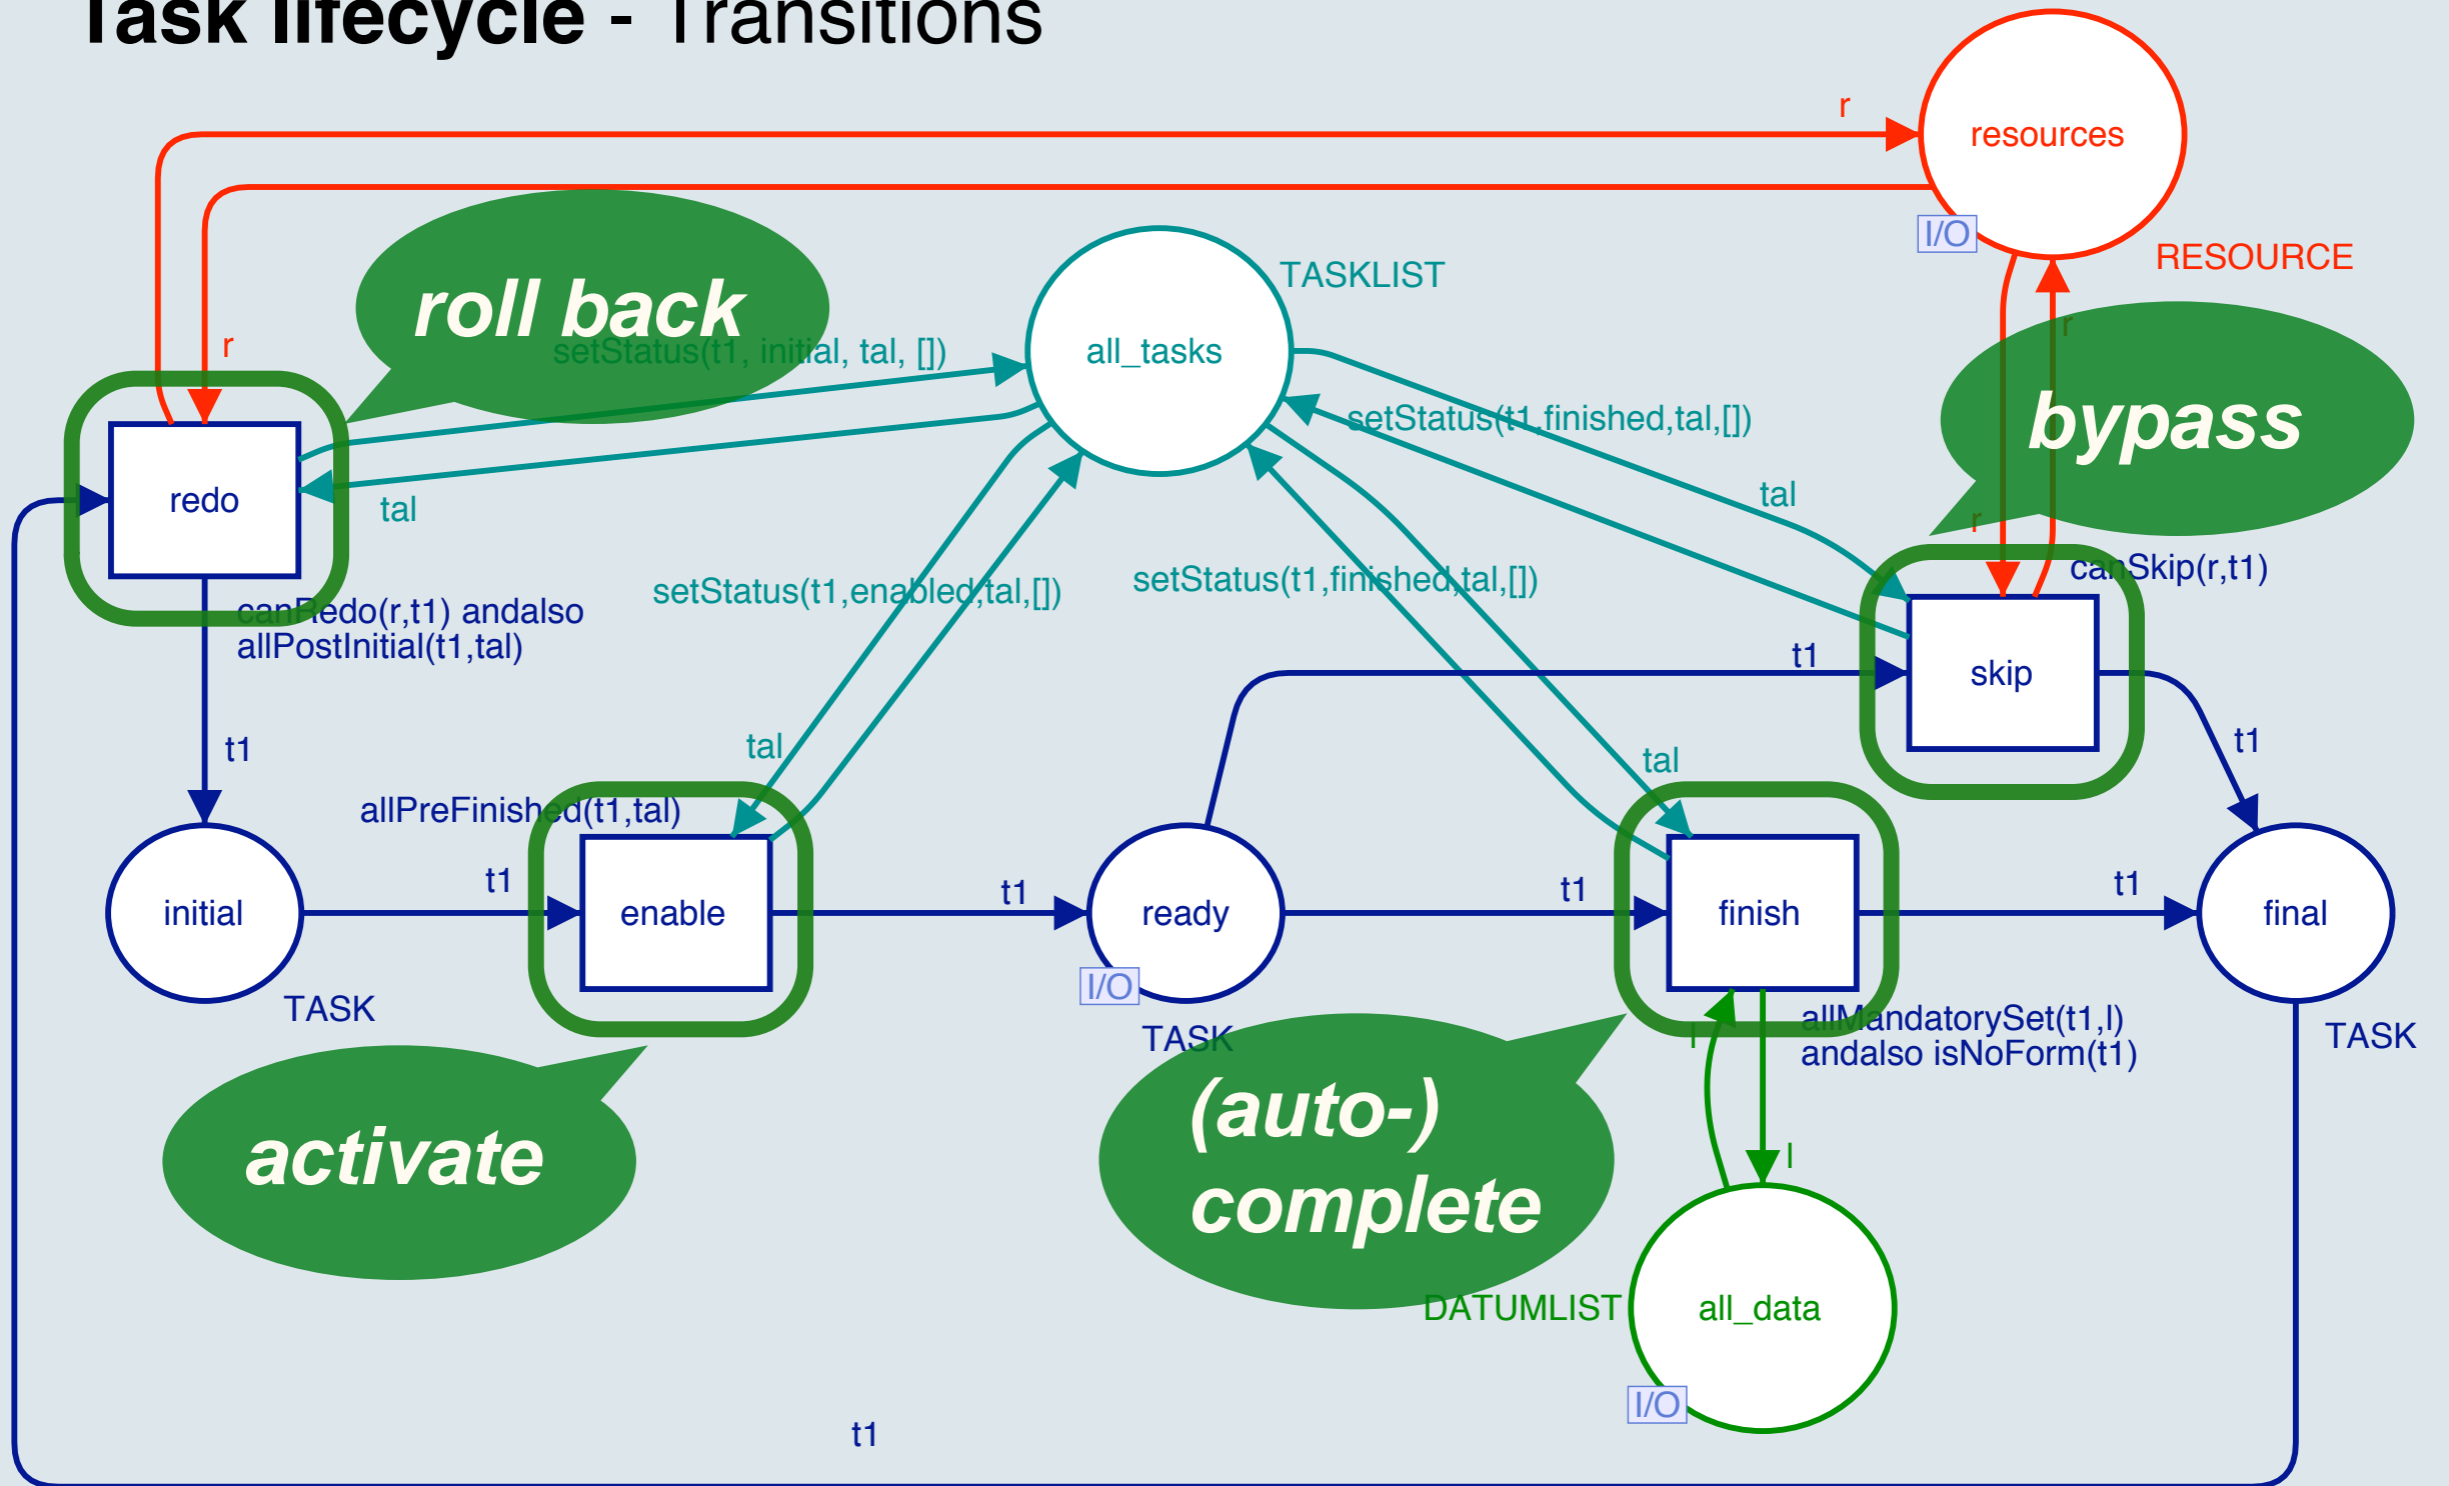 Task lifecycle - Transitions
r
resources
I/O
RESOURCE
roll back
TASKLIST
all_tasks
r
setStatus(t1, initial, tal, [])
r
bypass
setStatus(t1,finished,tal,[])
tal
redo
tal
r
canSkip(r,t1)
setStatus(t1,enabled,tal,[])
setStatus(t1,finished,tal,[])
canRedo(r,t1) andalso
allPostInitial(t1,tal)
t1
skip
t1
tal
tal
t1
allPreFinished(t1,tal)
t1
t1
t1
t1
initial
enable
ready
finish
final
I/O
TASK
TASK
l
allMandatorySet(t1,l)
andalso isNoForm(t1)
TASK
activate
(auto-)
complete
l
DATUMLIST
all_data
I/O
t1